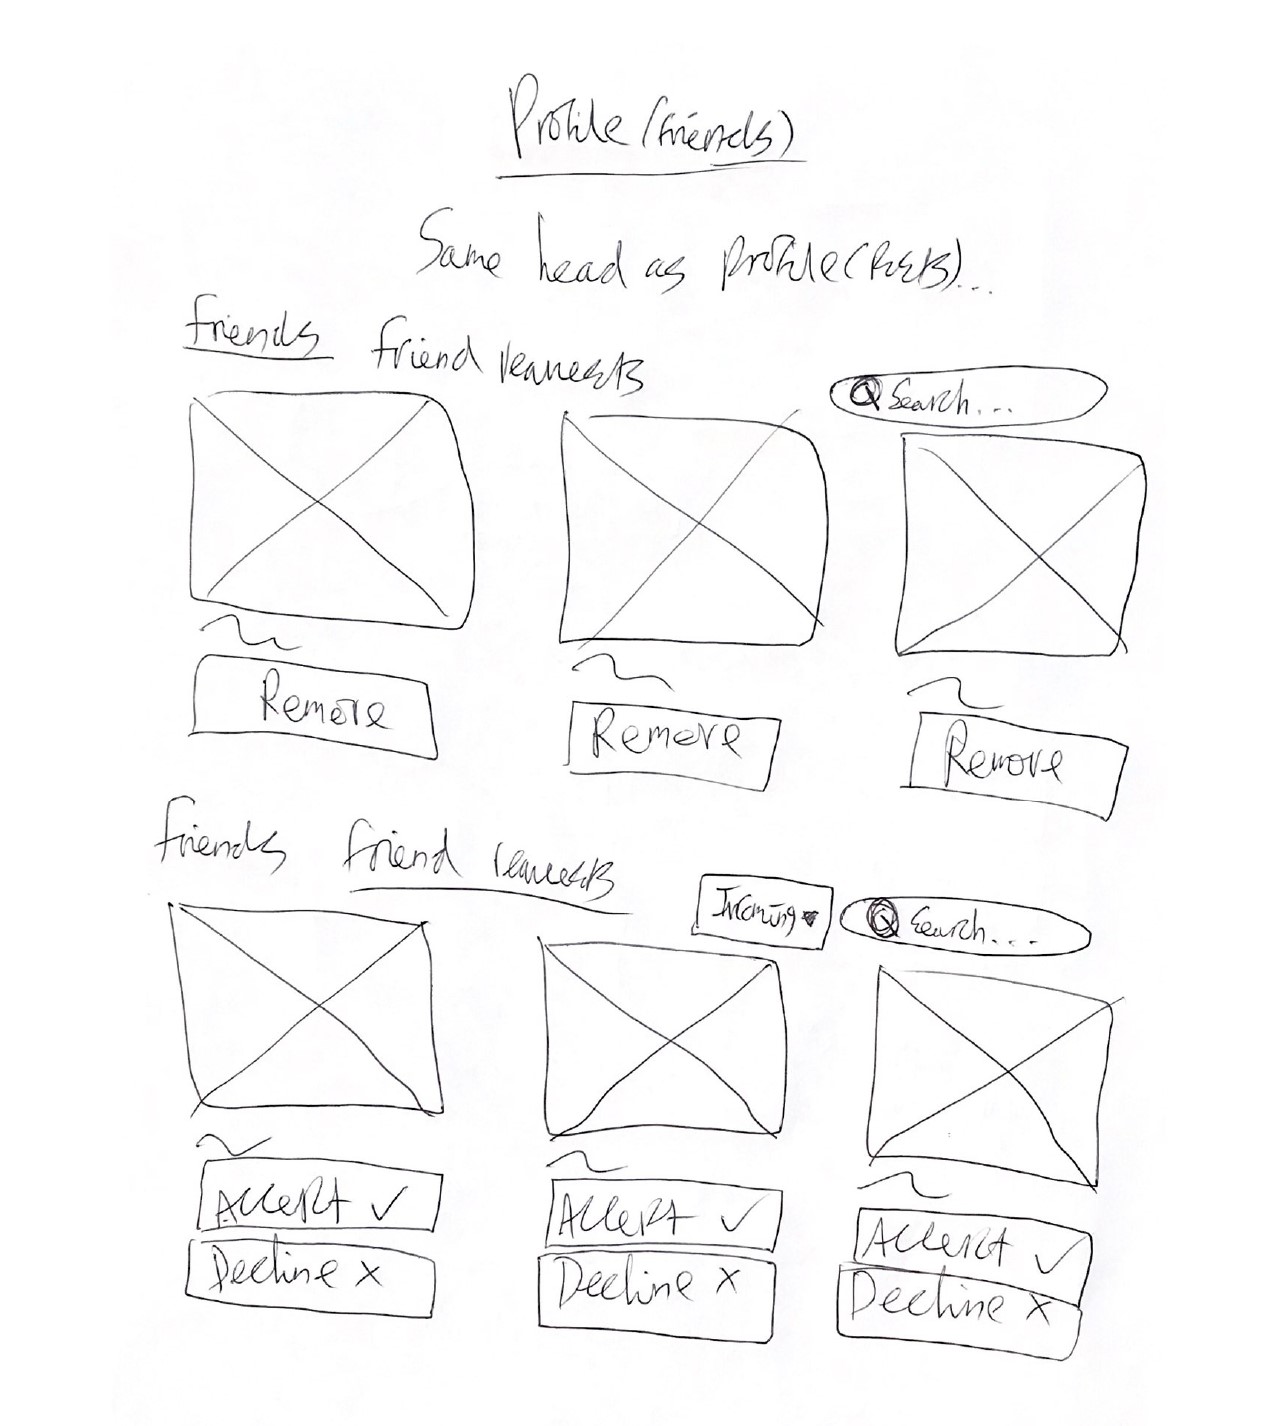 Profile (friends)
Same head as profile( )...
friends friend requests
Search...
Remove Remove Remove
friends friend requests
Incoming Search....
Accept ✓ Accept ✓ Accept ✓
Decline x Decline x Decline x